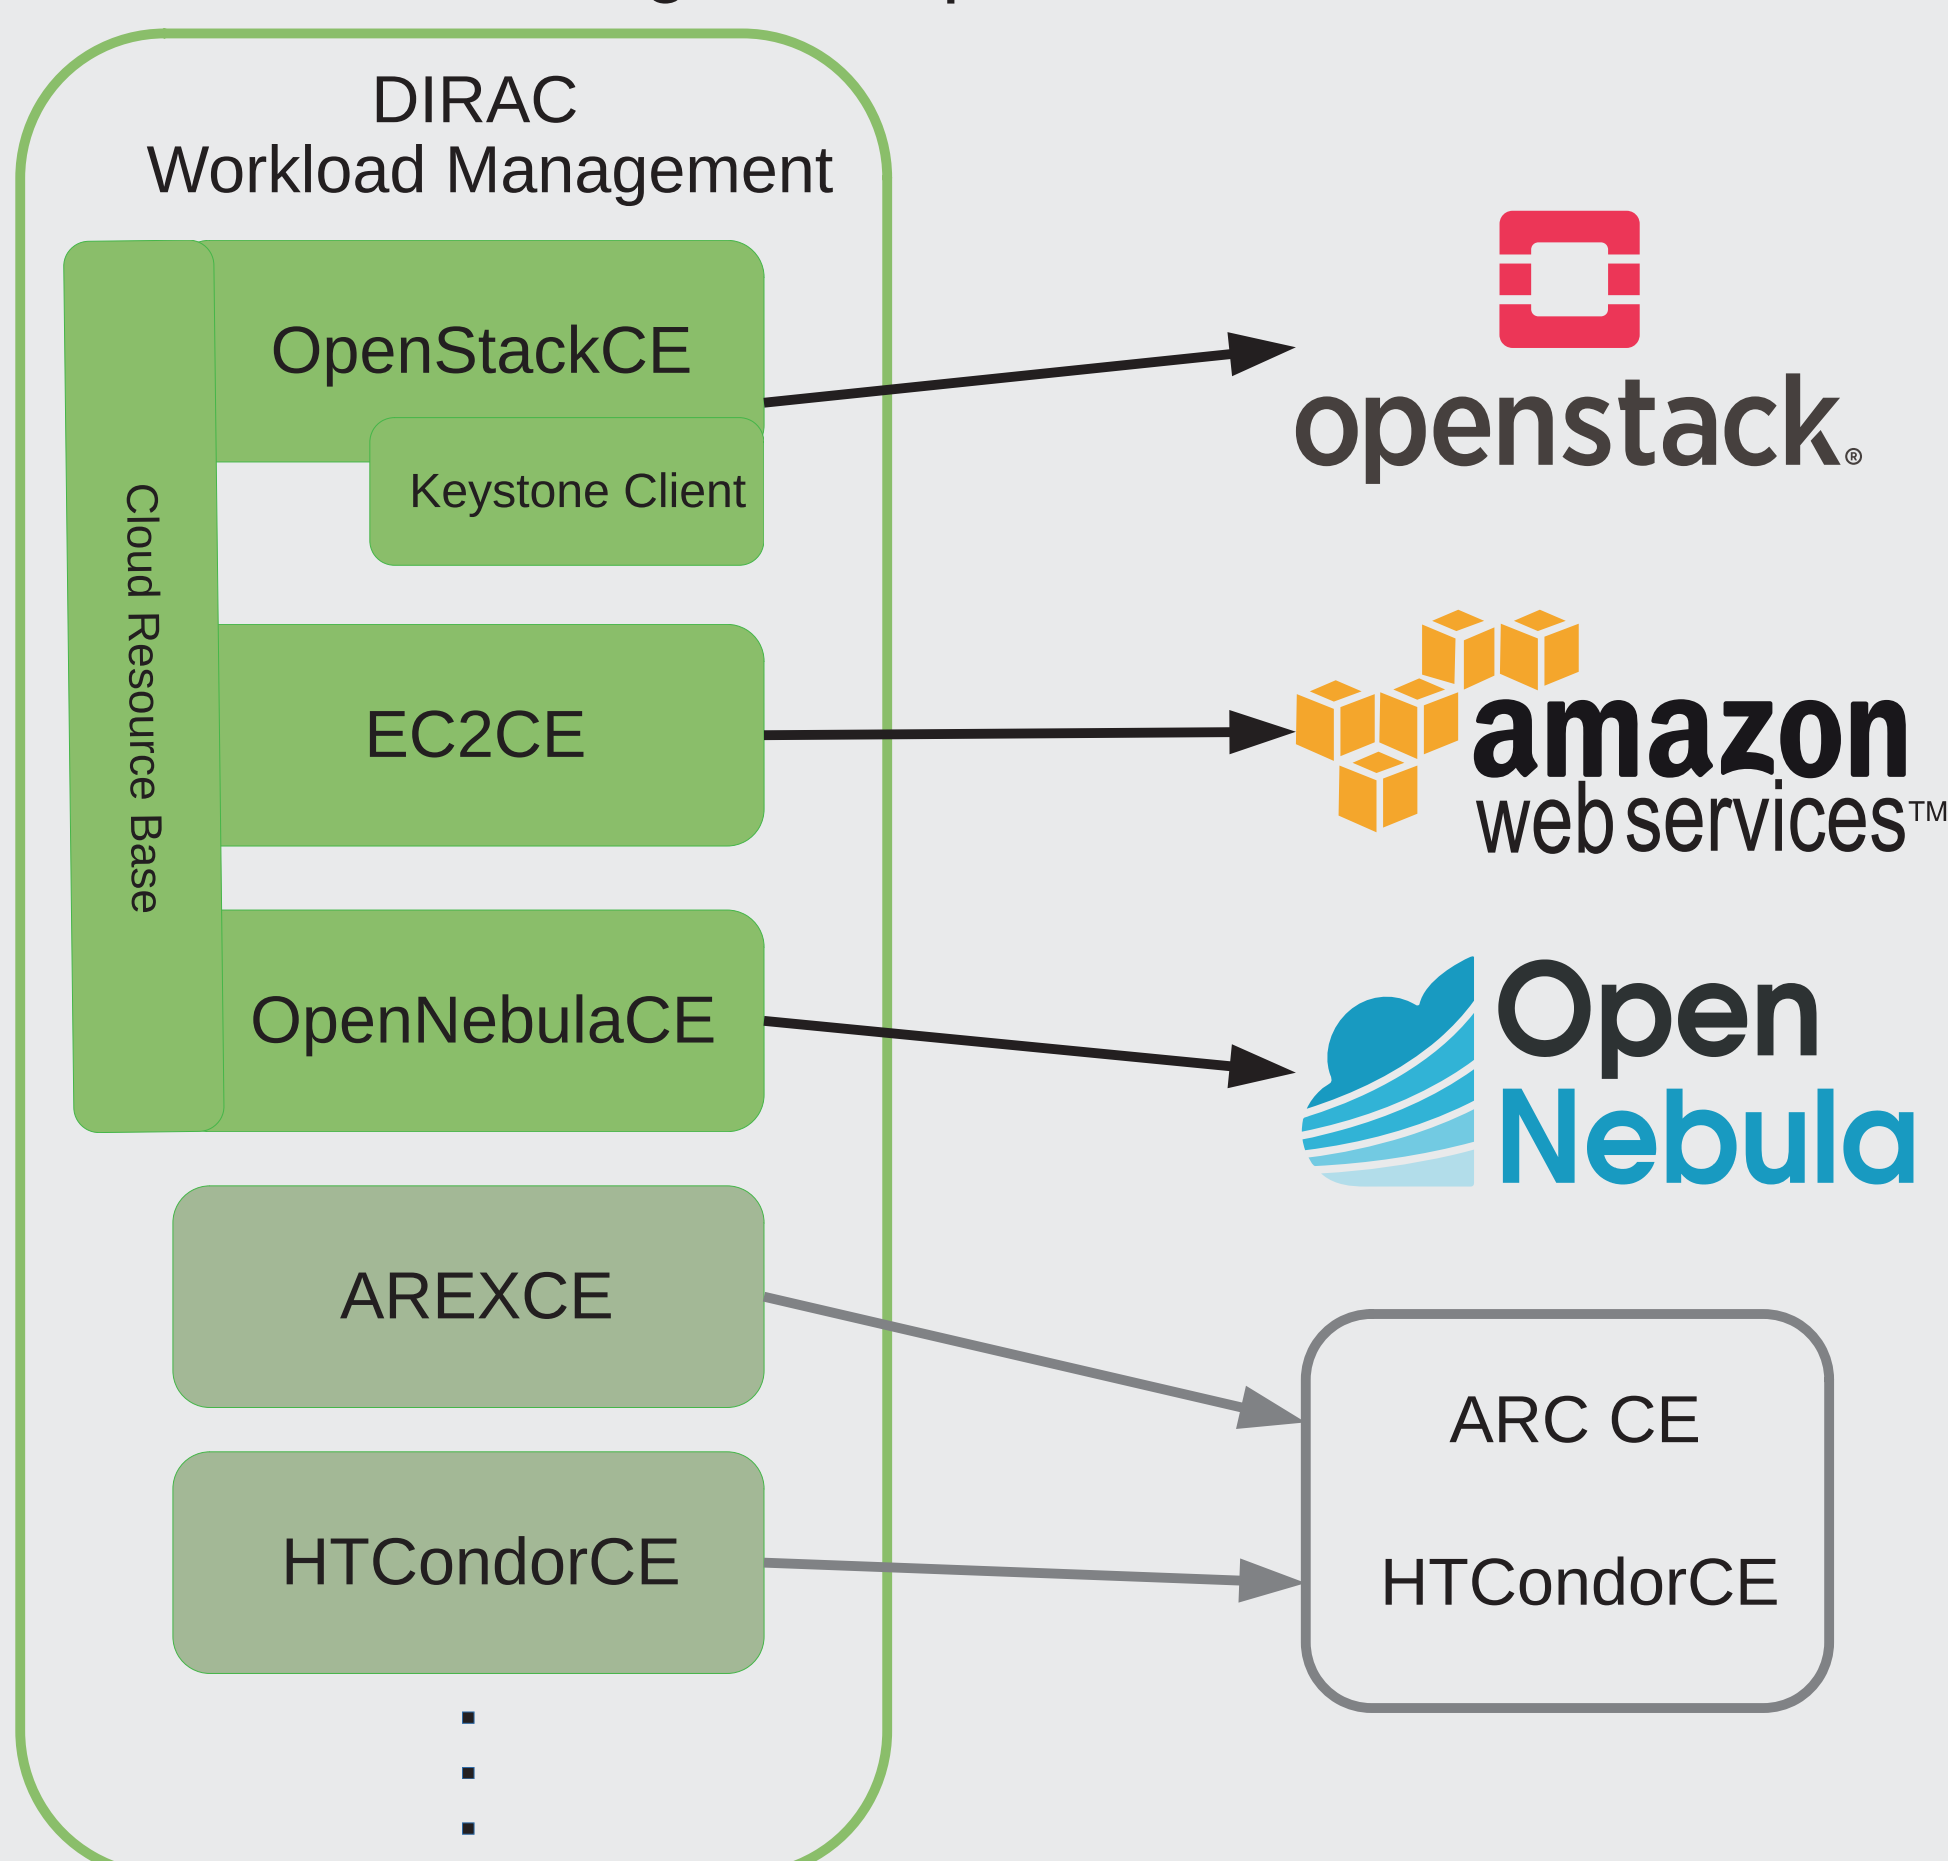 DIRAC
Workload Management
Cloud Resource Base
OpenStackCE
Keystone Client
EC2CE
OpenNebulaCE
AREXCE
HTCondorCE
openstack®
amazon
web services™
Open
Nebula
ARC CE
HTCondorCE